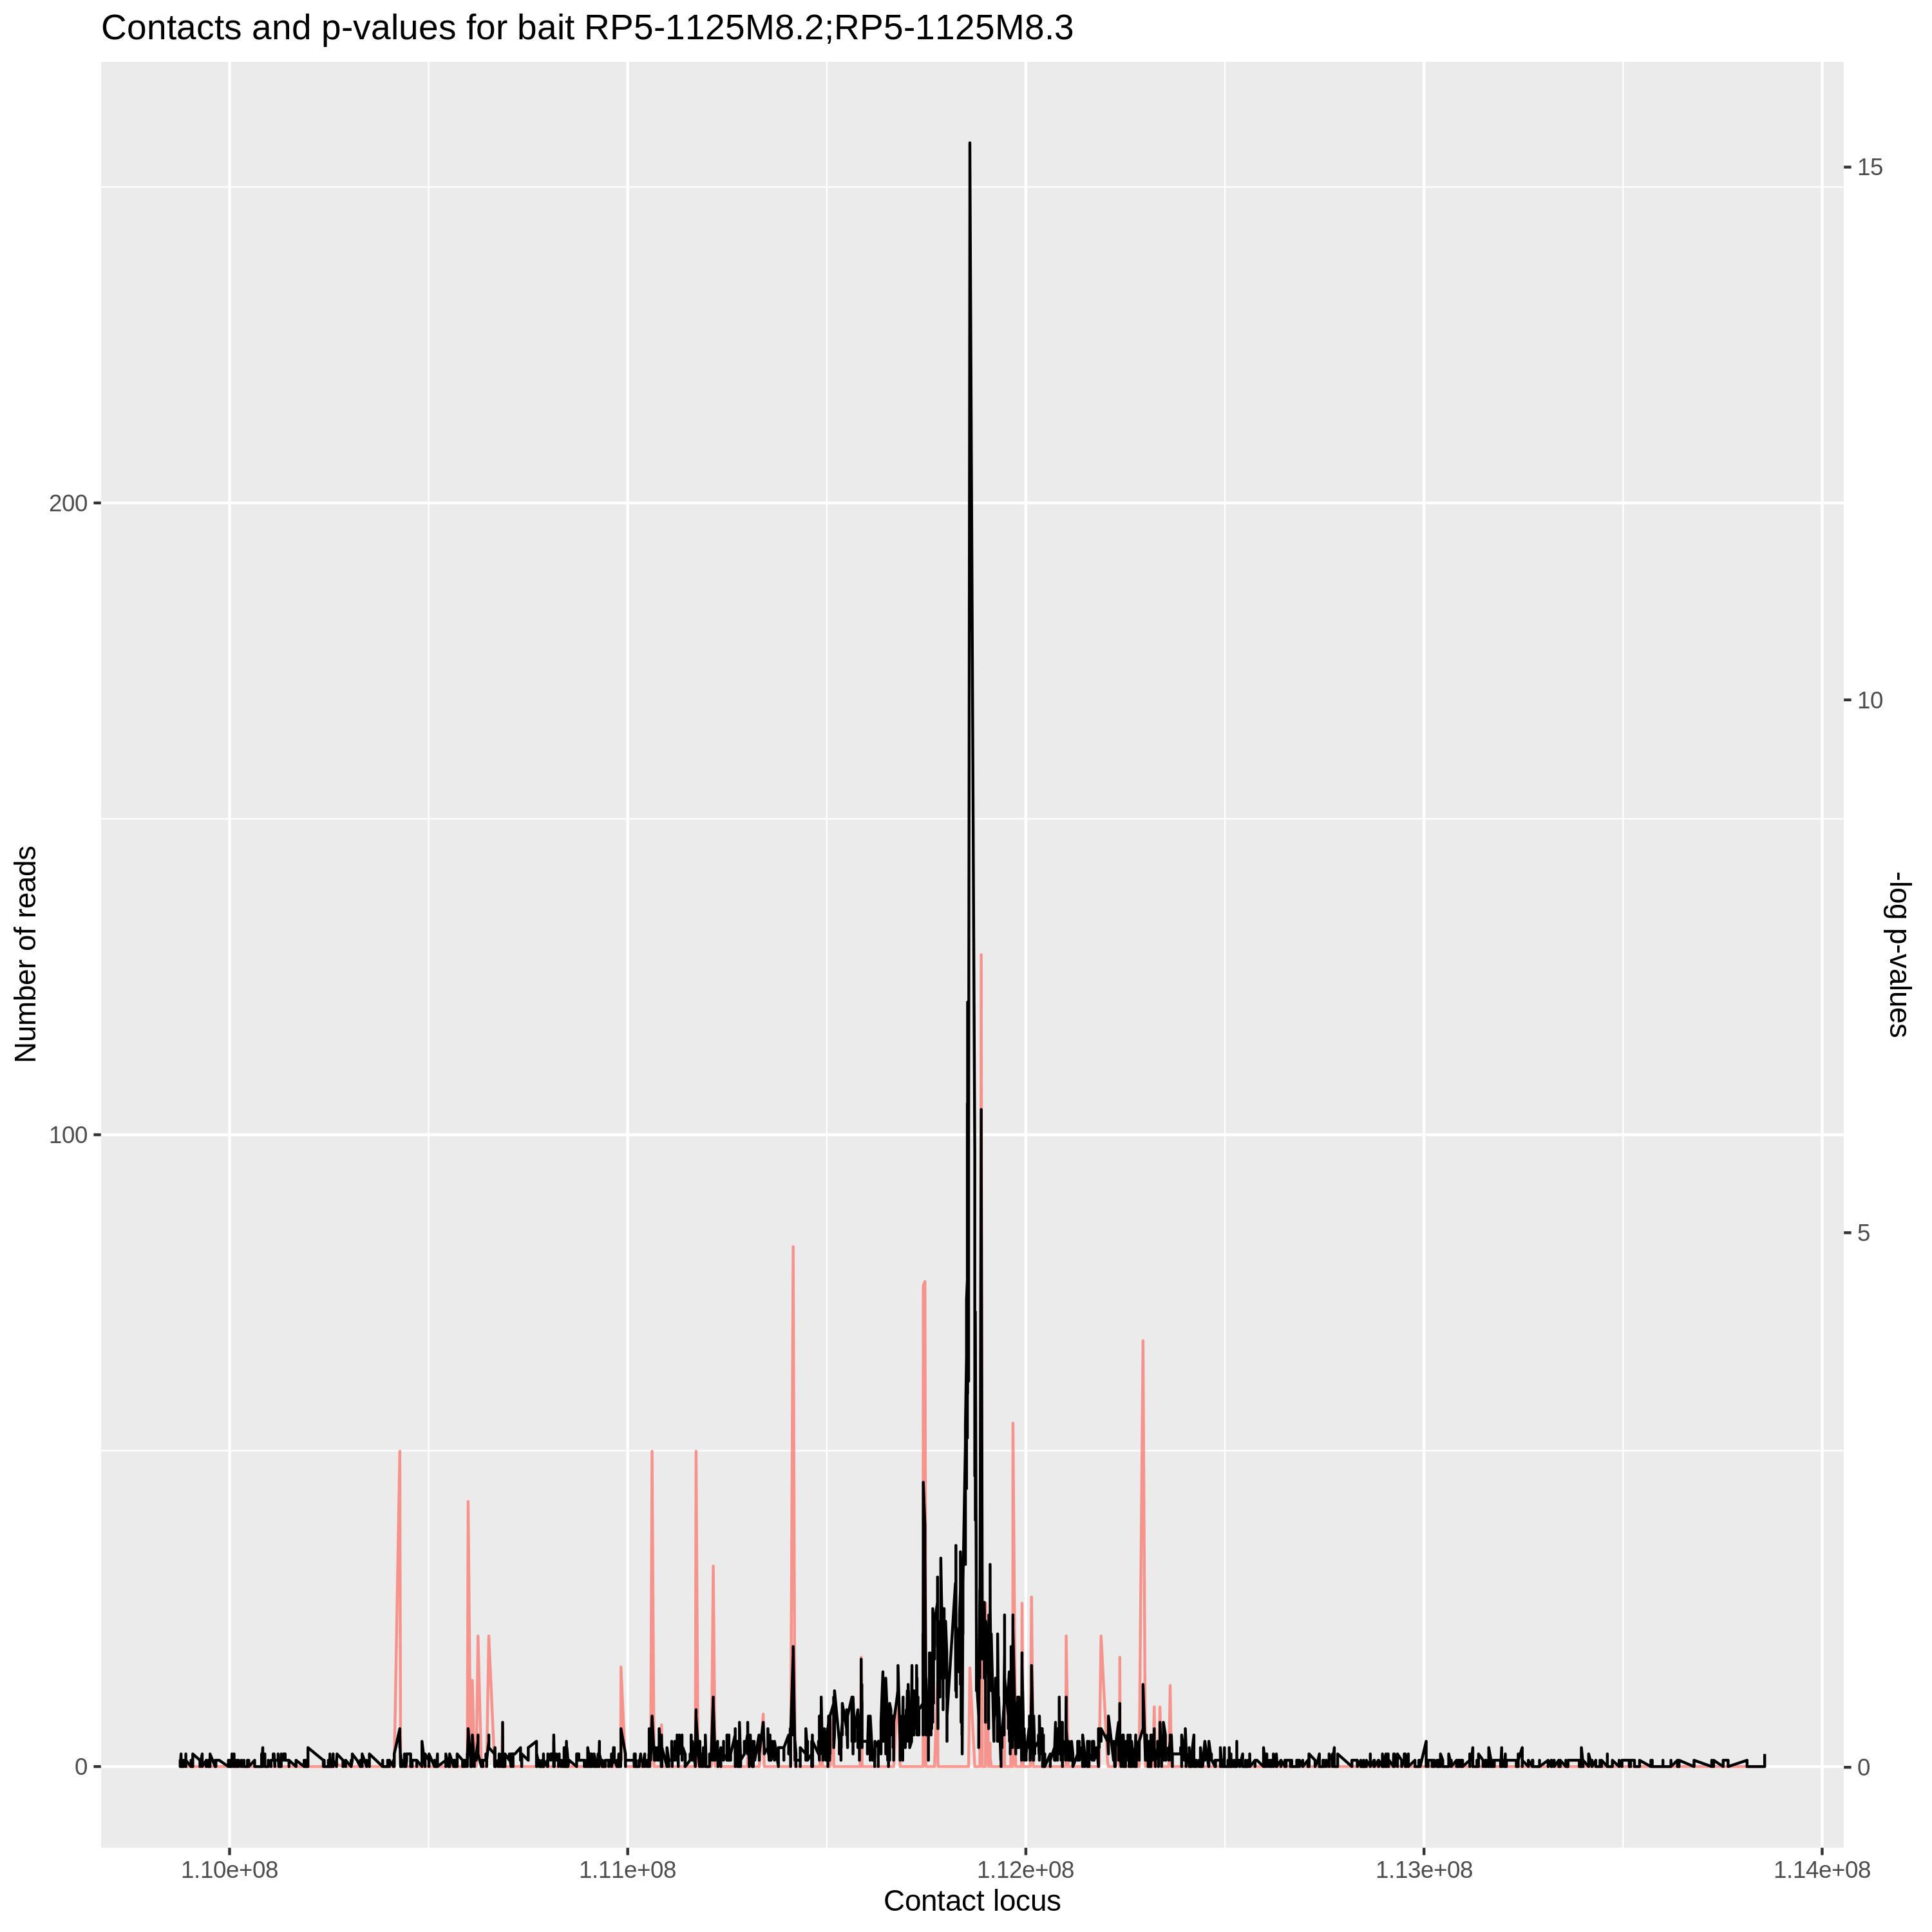 Contacts and p-values for bait RP5-1125M8.2;RP5-1125M8.3
Number of reads
200
100
0
15
10
5
0
-log p-values
1.10e+08
1.11e+08
1.12e+08
1.13e+08
1.14e+08
Contact locus